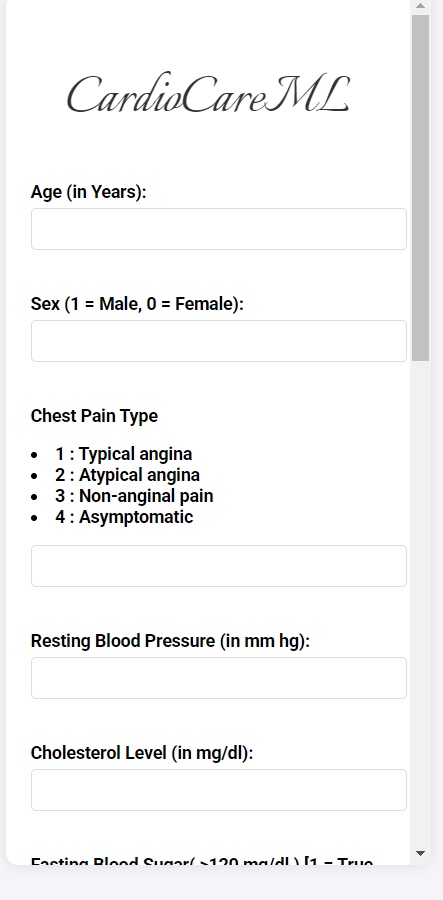 CardioCareML
Age (in Years):
Sex (1 = Male, 0 = Female):
Chest Pain Type
1 : Typical angina
2 : Atypical angina
3 : Non-anginal pain
4 : Asymptomatic
Resting Blood Pressure (in mm hg):
Cholesterol Level (in mg/dl):
Fasting Blood Sugar( >120 mg/dl ) [1 = True